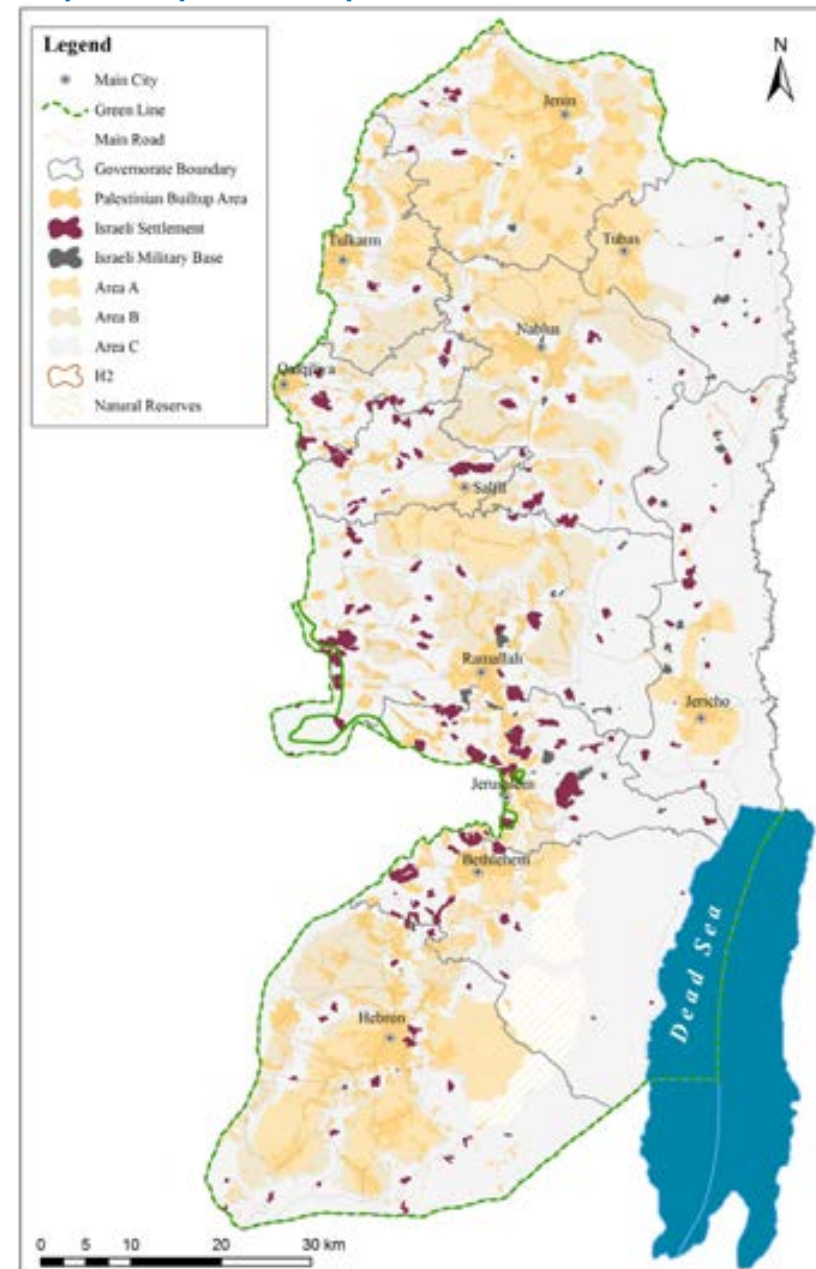 Legend
Main City
Green Line
Main Road
Governorate Boundary
Palestinian Builtup Area
Israeli Settlement
Israeli Military Base
Area A
Area B
Area C
H2
Natural Reserves
N
Jenin
Tulkarm
Tubas
Nablus
Qalqiliya
Salfit
Ramallah
Jericho
Jerusalem
Bethlehem
Dead Sea
Hebron
0 5 10 20 30 km